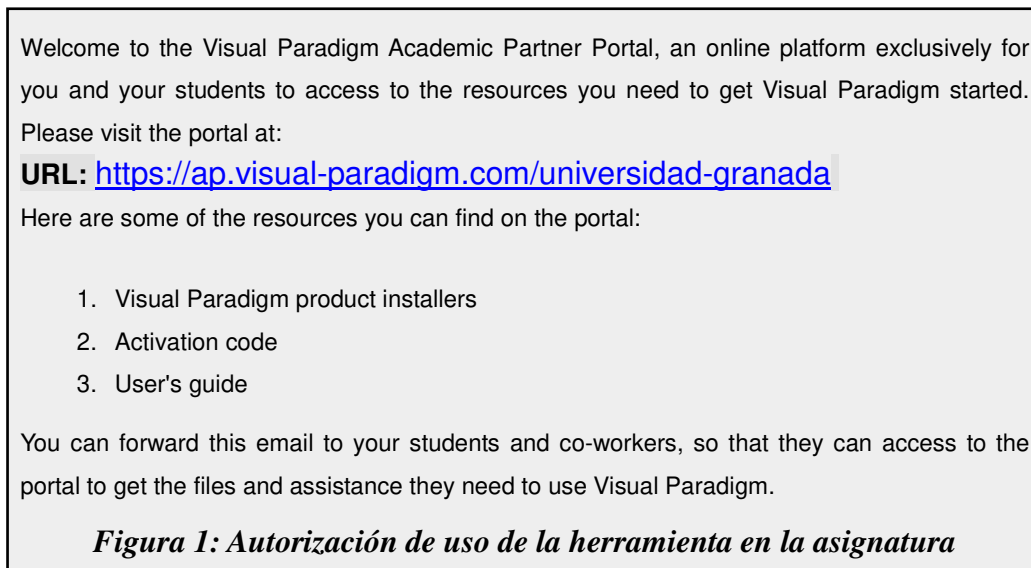 Welcome to the Visual Paradigm Academic Partner Portal, an online platform exclusively for
you and your students to access to the resources you need to get Visual Paradigm started.
Please visit the portal at:
URL: https://ap.visual-paradigm.com/universidad-granada
Here are some of the resources you can find on the portal:
1. Visual Paradigm product installers
2. Activation code
3. User's guide
You can forward this email to your students and co-workers, so that they can access to the
portal to get the files and assistance they need to use Visual Paradigm.
Figura 1: Autorización de uso de la herramienta en la asignatura